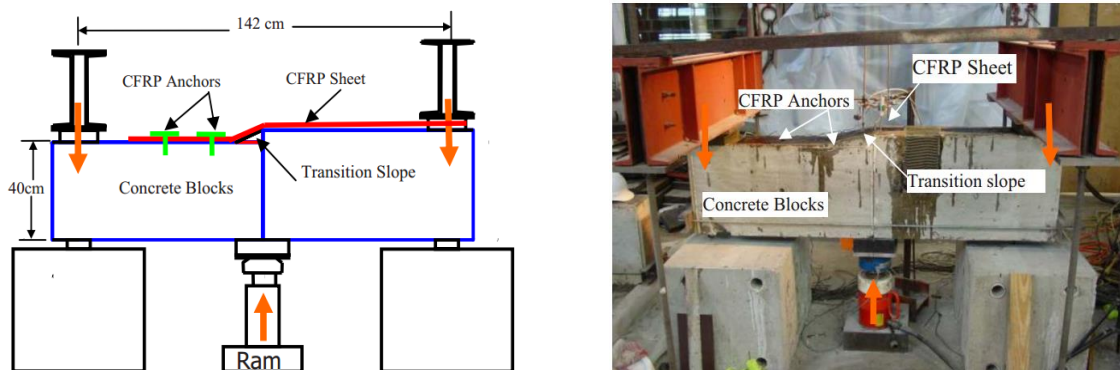 142 cm
CFRP Anchors
CFRP Sheet
Transition Slope
40cm
Concrete Blocks
Ram
CFRP Sheet
CFRP Anchors
Transition slope
Concrete Blocks